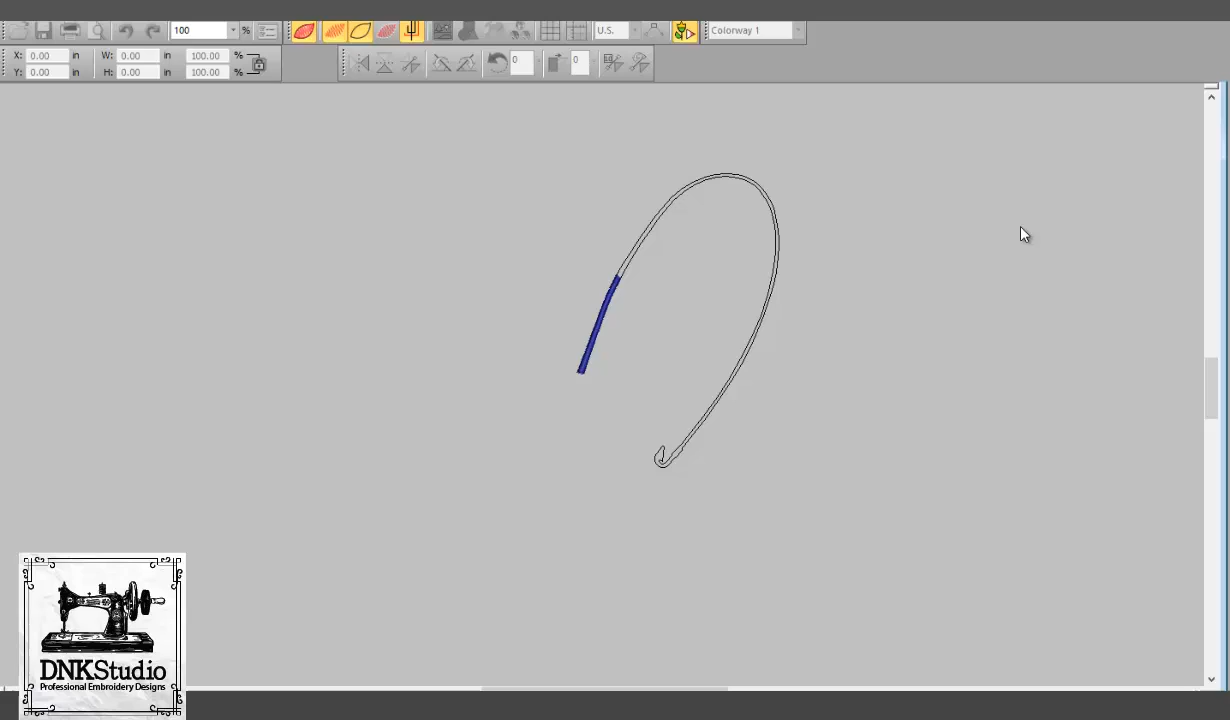 100 % U.S. Colorway 1
X: 0.00 in W: 0.00 in 100.00 % 0 0
Y: 0.00 in H: 0.00 in 100.00 %
DNKStudio
Professional Embroidery Designs